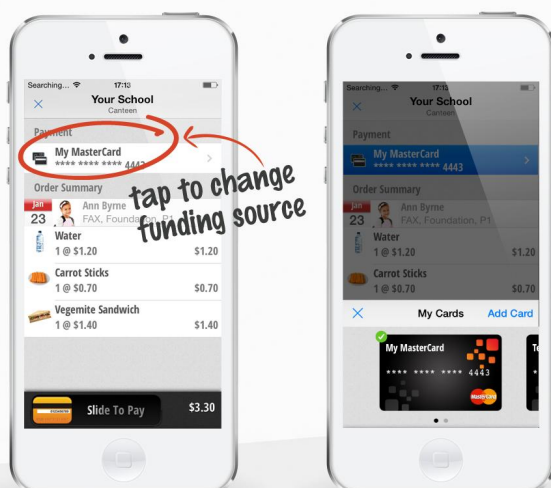 Searching...
17:13
Your School
Canteen
Payment
My MasterCard
**** **** **** 4443
Order Summary
Jan
23
Ann Byrne
FAX, Foundation, P1
Water
1 @ $1.20
$1.20
Carrot Sticks
1 @ $0.70
$0.70
Vegemite Sandwich
1 @ $1.40
$1.40
Slide To Pay
$3.30
tap to change
funding source
Searching...
17:13
Your School
Canteen
Payment
My MasterCard
**** **** **** 4443
Order Summary
Jan
23
Ann Byrne
FAX, Foundation, P1
Water
1 @ $1.20
$1.20
Carrot Sticks
1 @ $0.70
$0.70
My Cards
Add Card
My MasterCard
**** **** **** 4443
MasterCard